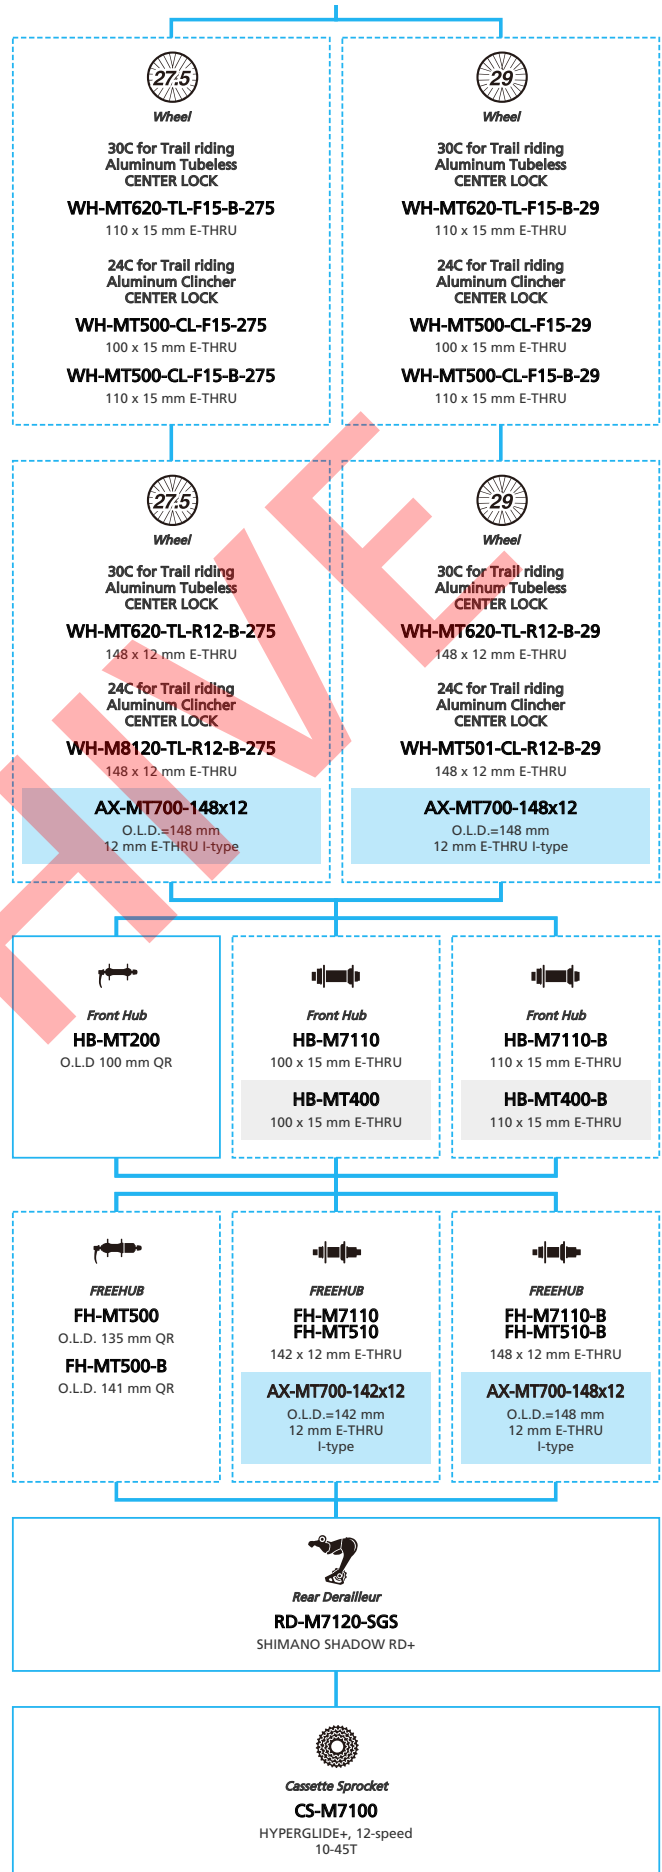 27.5
Wheel
30C for Trail riding
Aluminum Tubeless
CENTER LOCK
WH-MT620-TL-F15-B-275
110 x 15 mm E-THRU
24C for Trail riding
Aluminum Clincher
CENTER LOCK
WH-MT500-CL-F15-275
100 x 15 mm E-THRU
WH-MT500-CL-F15-B-275
110 x 15 mm E-THRU
29
Wheel
30C for Trail riding
Aluminum Tubeless
CENTER LOCK
WH-MT620-TL-F15-B-29
110 x 15 mm E-THRU
24C for Trail riding
Aluminum Clincher
CENTER LOCK
WH-MT500-CL-F15-29
100 x 15 mm E-THRU
WH-MT500-CL-F15-B-29
110 x 15 mm E-THRU
27.5
Wheel
30C for Trail riding
Aluminum Tubeless
CENTER LOCK
WH-MT620-TL-R12-B-275
148 x 12 mm E-THRU
24C for Trail riding
Aluminum Clincher
CENTER LOCK
WH-M8120-TL-R12-B-275
148 x 12 mm E-THRU
AX-MT700-148x12
O.L.D.=148 mm
12 mm E-THRU I-type
29
Wheel
30C for Trail riding
Aluminum Tubeless
CENTER LOCK
WH-MT620-TL-R12-B-29
148 x 12 mm E-THRU
24C for Trail riding
Aluminum Clincher
CENTER LOCK
WH-MT501-CL-R12-B-29
148 x 12 mm E-THRU
AX-MT700-148x12
O.L.D.=148 mm
12 mm E-THRU I-type
HIVE
Front Hub
HB-MT200
O.L.D 100 mm QR
Front Hub
HB-M7110
100 x 15 mm E-THRU
HB-MT400
100 x 15 mm E-THRU
Front Hub
HB-M7110-B
110 x 15 mm E-THRU
HB-MT400-B
110 x 15 mm E-THRU
FREEHUB
FH-MT500
O.L.D. 135 mm QR
FH-MT500-B
O.L.D. 141 mm QR
FREEHUB
FH-M7110
FH-MT510
142 x 12 mm E-THRU
AX-MT700-142x12
O.L.D.=142 mm
12 mm E-THRU
I-type
FREEHUB
FH-M7110-B
FH-MT510-B
148 x 12 mm E-THRU
AX-MT700-148x12
O.L.D.=148 mm
12 mm E-THRU
I-type
Rear Derailleur
RD-M7120-SGS
SHIMANO SHADOW RD+
Cassette Sprocket
CS-M7100
HYPERGLIDE+, 12-speed
10-45T